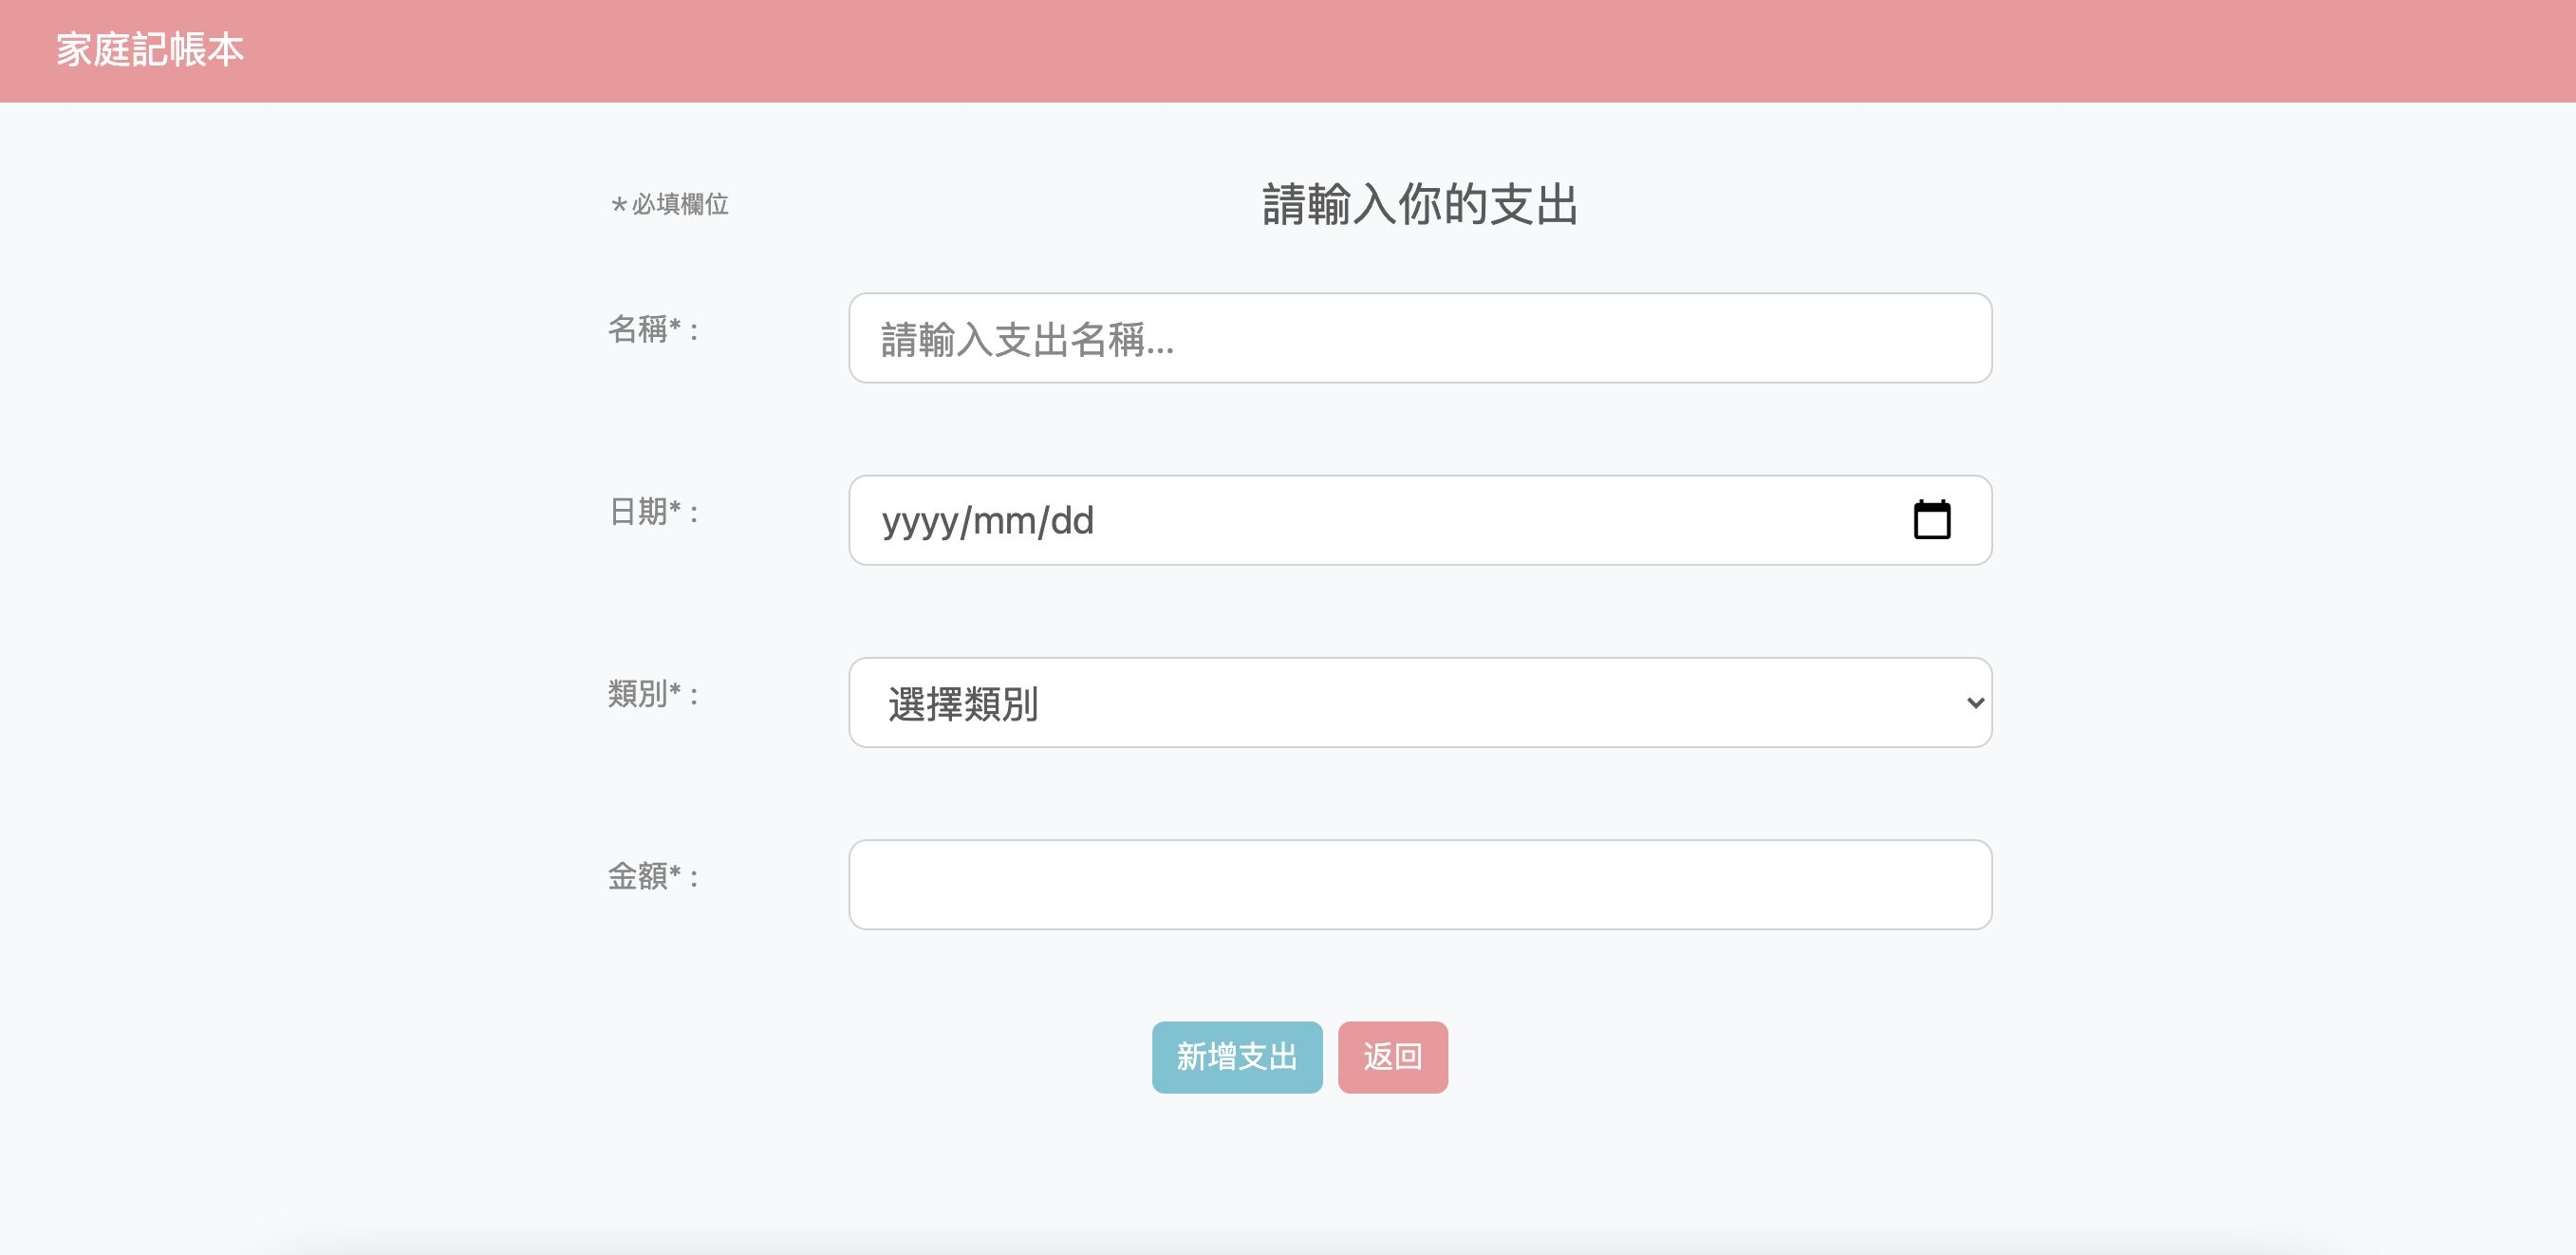 家庭記帳本
*必填欄位
請輸入你的支出
名稱* :
請輸入支出名稱...
日期* :
yyyy/mm/dd
類別* :
選擇類別
金額* :
新增支出
返回